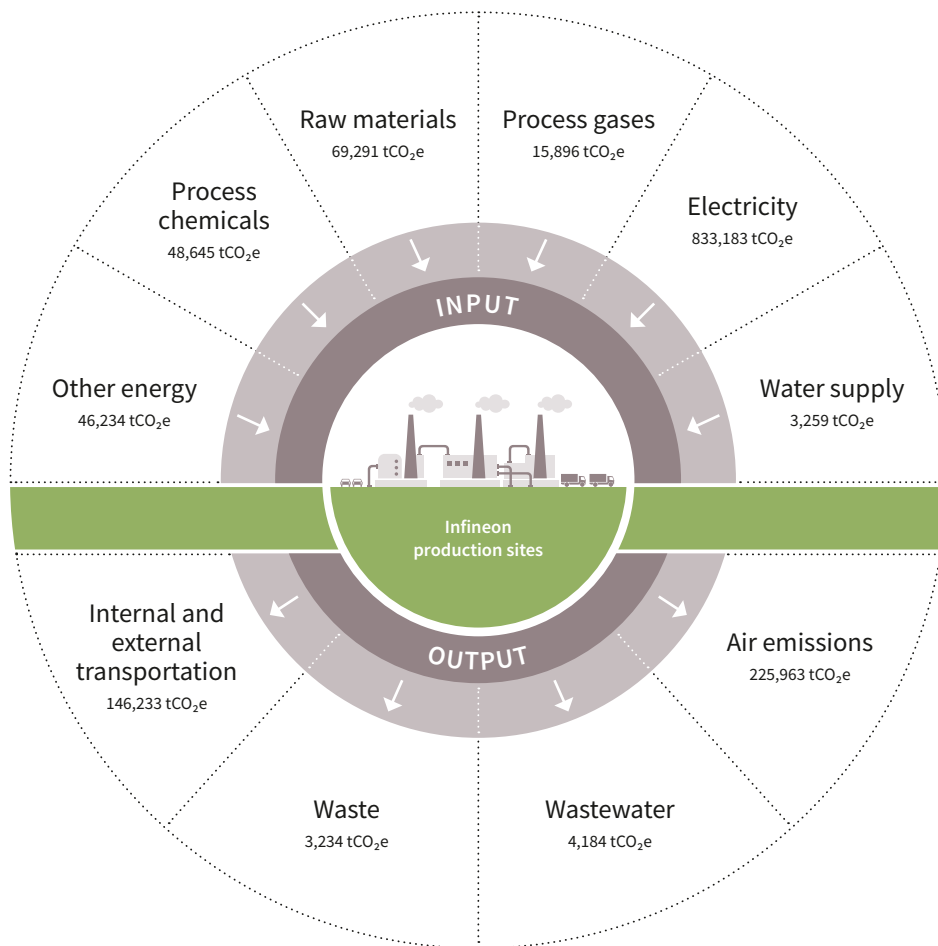 Raw materials
69,291 tCO₂e
Process gases
15,896 tCO₂e
Process
chemicals
48,645 tCO₂e
Electricity
833,183 tCO₂e
INPUT
Other energy
46,234 tCO₂e
Water supply
3,259 tCO₂e
Infineon
production sites
Internal and
external
transportation
146,233 tCO₂e
Air emissions
225,963 tCO₂e
OUTPUT
Waste
3,234 tCO₂e
Wastewater
4,184 tCO₂e